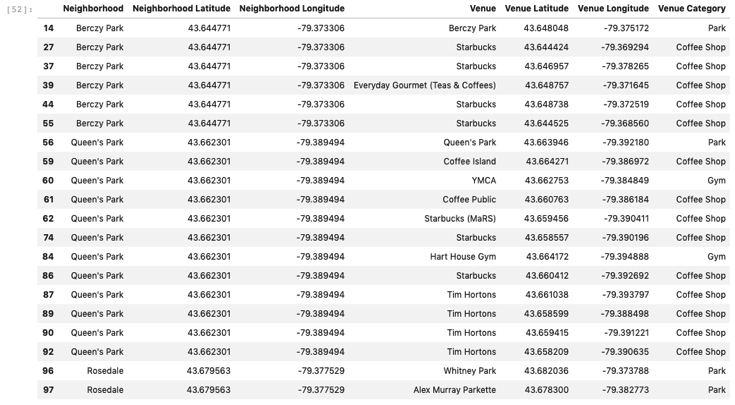 [52]: Neighborhood Neighborhood Latitude Neighborhood Longitude Venue Venue Latitude Venue Longitude Venue Category
14 Berczy Park 43.644771 -79.373306 Berczy Park 43.648048 -79.375172 Park
27 Berczy Park 43.644771 -79.373306 Starbucks 43.644424 -79.369294 Coffee Shop
37 Berczy Park 43.644771 -79.373306 Starbucks 43.646957 -79.378265 Coffee Shop
39 Berczy Park 43.644771 -79.373306 Everyday Gourmet (Teas & Coffees) 43.648757 -79.371645 Coffee Shop
44 Berczy Park 43.644771 -79.373306 Starbucks 43.648738 -79.372519 Coffee Shop
55 Berczy Park 43.644771 -79.373306 Starbucks 43.644525 -79.368560 Coffee Shop
56 Queen's Park 43.662301 -79.389494 Queen's Park 43.663946 -79.392180 Park
59 Queen's Park 43.662301 -79.389494 Coffee Island 43.664271 -79.386972 Coffee Shop
60 Queen's Park 43.662301 -79.389494 YMCA 43.662753 -79.384849 Gym
61 Queen's Park 43.662301 -79.389494 Coffee Public 43.660763 -79.386184 Coffee Shop
62 Queen's Park 43.662301 -79.389494 Starbucks (MaRS) 43.659456 -79.390411 Coffee Shop
74 Queen's Park 43.662301 -79.389494 Starbucks 43.658557 -79.390196 Coffee Shop
84 Queen's Park 43.662301 -79.389494 Hart House Gym 43.664172 -79.394888 Gym
86 Queen's Park 43.662301 -79.389494 Starbucks 43.660412 -79.392692 Coffee Shop
87 Queen's Park 43.662301 -79.389494 Tim Hortons 43.661038 -79.393797 Coffee Shop
89 Queen's Park 43.662301 -79.389494 Tim Hortons 43.658599 -79.388498 Coffee Shop
90 Queen's Park 43.662301 -79.389494 Tim Hortons 43.659415 -79.391221 Coffee Shop
92 Queen's Park 43.662301 -79.389494 Tim Hortons 43.658209 -79.390635 Coffee Shop
96 Rosedale 43.679563 -79.377529 Whitney Park 43.682036 -79.373788 Park
97 Rosedale 43.679563 -79.377529 Alex Murray Parkette 43.678300 -79.382773 Park